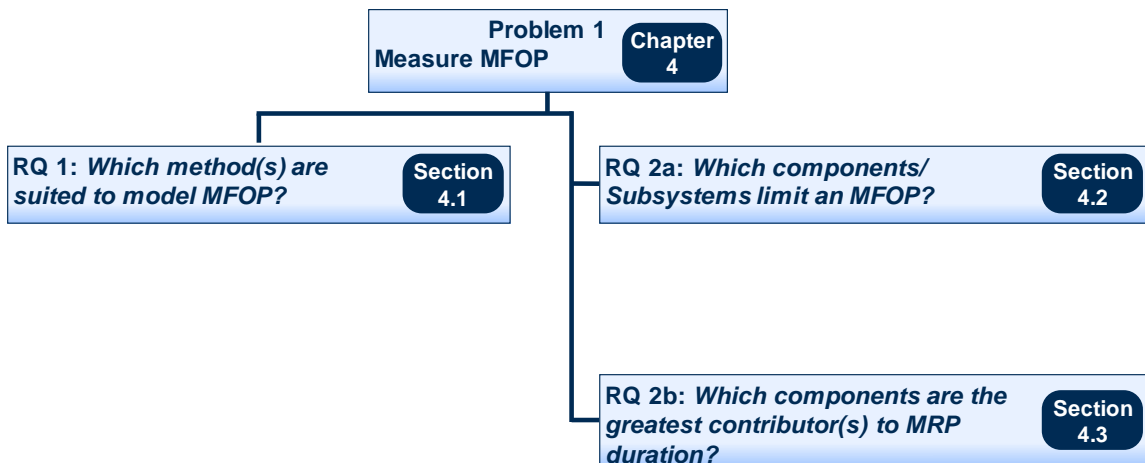 Problem 1
Measure MFOP
Chapter
4
RQ 1: Which method(s) are
suited to model MFOP?
Section
4.1
RQ 2a: Which components/
Subsystems limit an MFOP?
Section
4.2
RQ 2b: Which components are the
greatest contributor(s) to MRP
duration?
Section
4.3